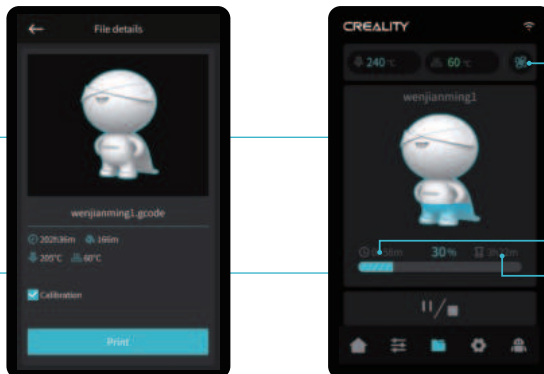 File details
wenjianming1.gcode
202h36m 166m
205°C 60°C
Calibration
Print
CREALITY
240 °C 60 °C
wenjianming1
30%